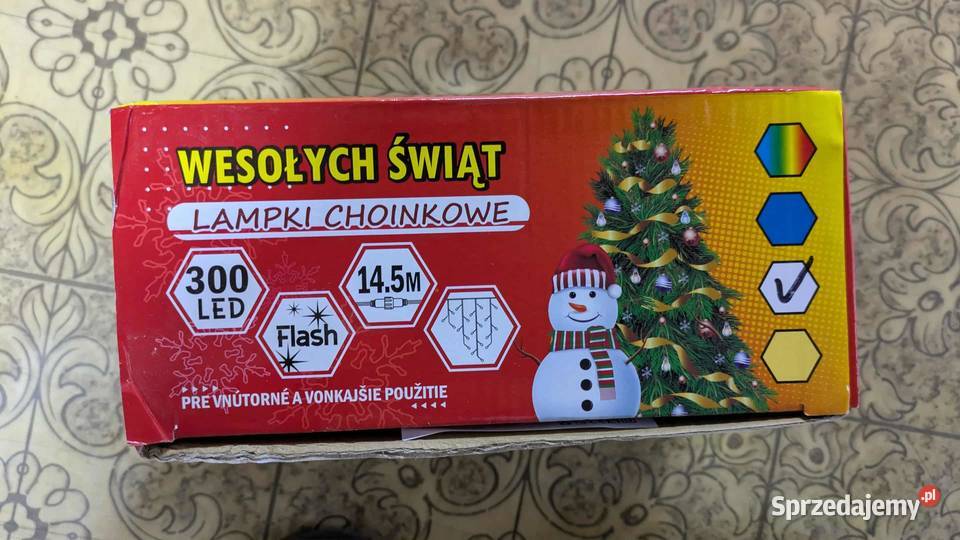 WESOŁYCH ŚWIĄT
LAMPKI CHOINKOWE
300
LED
Flash
14.5M
PRE VNÚTORNÉ A VONKAJŠIE POUŽITIE
Sprzedajemy.pl